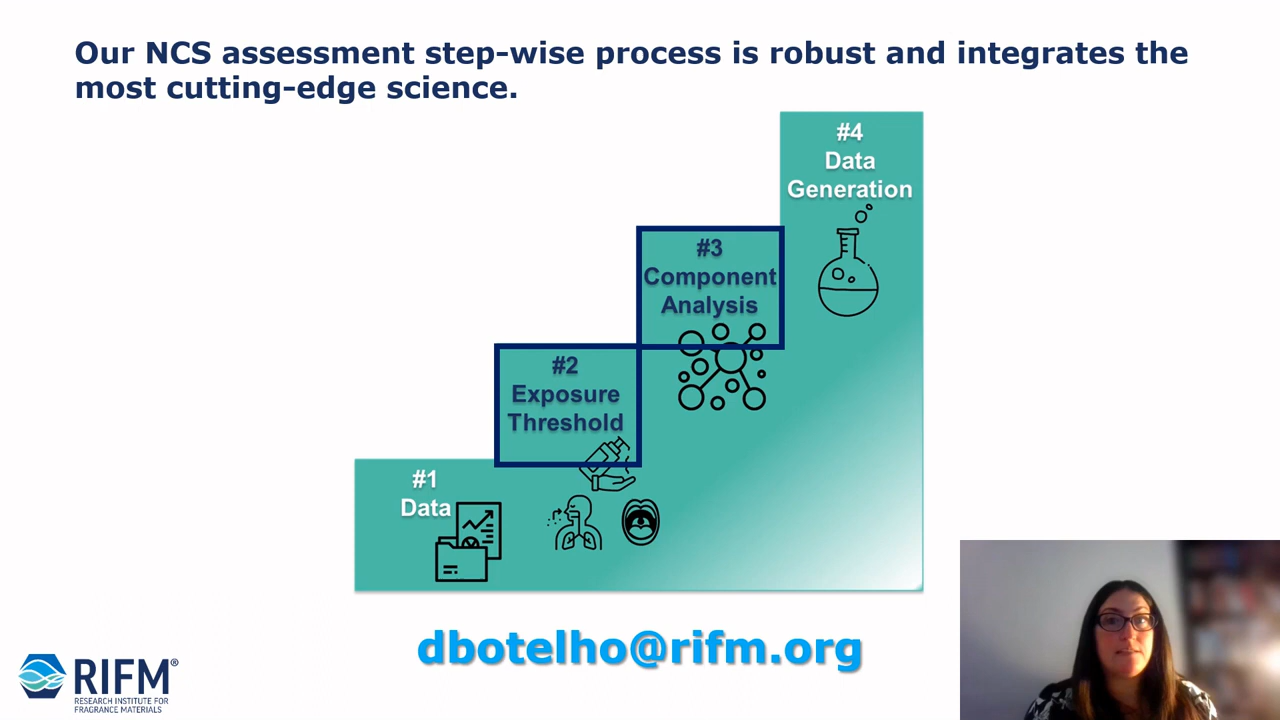 Our NCS assessment step-wise process is robust and integrates the
most cutting-edge science.
#4
Data
Generation
#3
Component
Analysis
#2
Exposure
Threshold
#1
Data
dbotelho@rifm.org
RIFM®
RESEARCH INSTITUTE FOR
FRAGRANCE MATERIALS